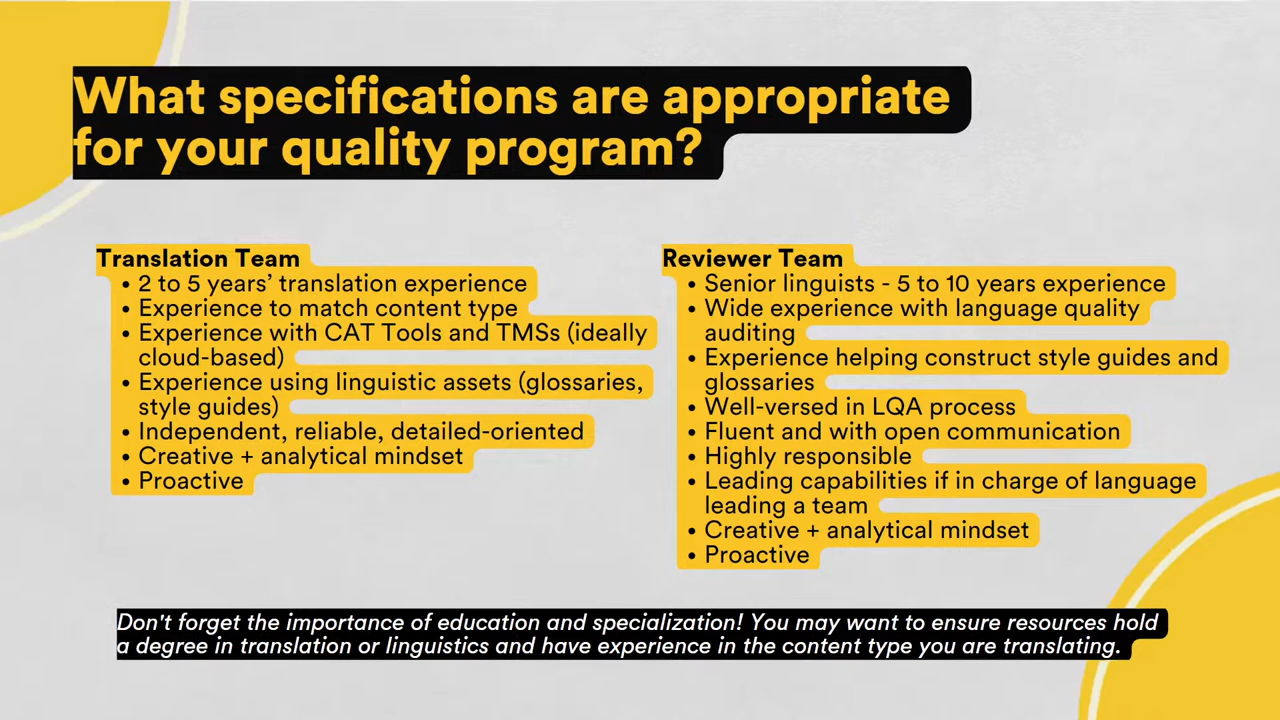 What specifications are appropriate
for your quality program?
Translation Team
• 2 to 5 years’ translation experience
• Experience to match content type
• Experience with CAT Tools and TMSs (ideally
cloud-based)
• Experience using linguistic assets (glossaries,
style guides)
• Independent, reliable, detailed-oriented
• Creative + analytical mindset
• Proactive
Reviewer Team
• Senior linguists - 5 to 10 years experience
• Wide experience with language quality
auditing
• Experience helping construct style guides and
glossaries
• Well-versed in LQA process
• Fluent and with open communication
• Highly responsible
• Leading capabilities if in charge of language
leading a team
• Creative + analytical mindset
• Proactive
Don't forget the importance of education and specialization! You may want to ensure resources hold
a degree in translation or linguistics and have experience in the content type you are translating.